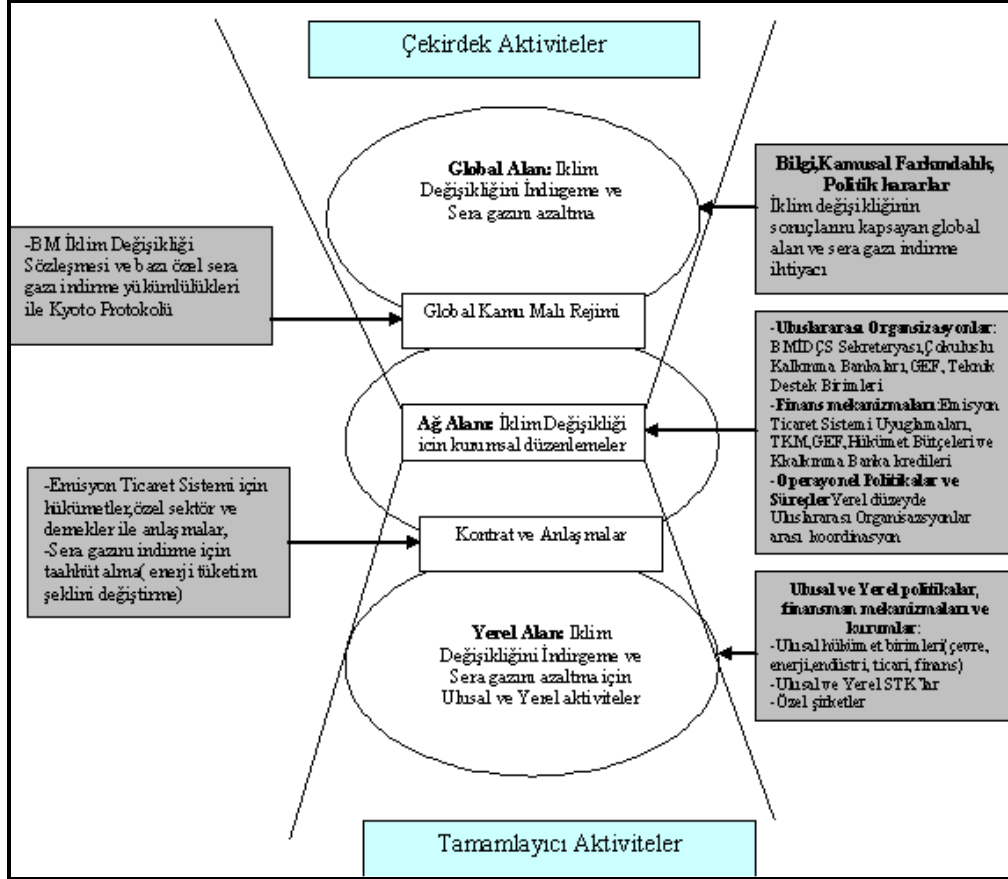 Çekirdek Aktiviteler
Global Alan: Iklim
Değişikliğini İndirgeme ve
Sera gazını azaltma
Bilgi,Kamusal Farkındalık,
Politik kararlar
İklim değişikliğinin
sonuçlarını kapsayan global
alan ve sera gazı indirme
ihtiyacı
-BM İklim Değişikliği
Sözleşmesi ve bazı özel sera
gazı indirme yükümlülükleri
ile Kyoto Protokolü
Global Kamu Malı Rejimi
-Uluslararası Organsizasyonlar:
BMİDÇS Sekreteryası,Çokuluslu
Kalkınma Bankaları,GEF, Teknik
Destek Birimleri
-Finans mekanizmaları:Emisyon
Ticaret Sistemi Uyughmaları,
TKM,GEF,Hükümet Bütçeleri ve
Kkalkınma Banka kredileri
-Operasyonel Politikalar ve
Süreçler Yerel düzeyde
Uluslararası Organisazsyonlar
arası koordinasyon
Ağ Alanı: İklim Değişikliği
için kurumsal düzenlemeler
-Emisyon Ticaret Sistemi için
hükümetler,özel sektör ve
dernekler ile anlaşmalar,
-Sera gazını indirme için
taahhüt alma( enerji tüketim
şeklini değiştirme)
Kontrat ve Anlaşmalar
Yerel Alan: Iklim
Değişikliğini İndirgeme ve
Sera gazını azaltma için
Ulusal ve Yerel aktiviteler
Ulusal ve Yerel politikalar,
finansman mekanizmaları ve
kurumlar:
-Ulusal hükümet birimleri(çevre,
enerji,endüstri, ticari, finans)
-Ulusal ve Yerel STK'lar
-Özel şirketler
Tamamlayıcı Aktiviteler